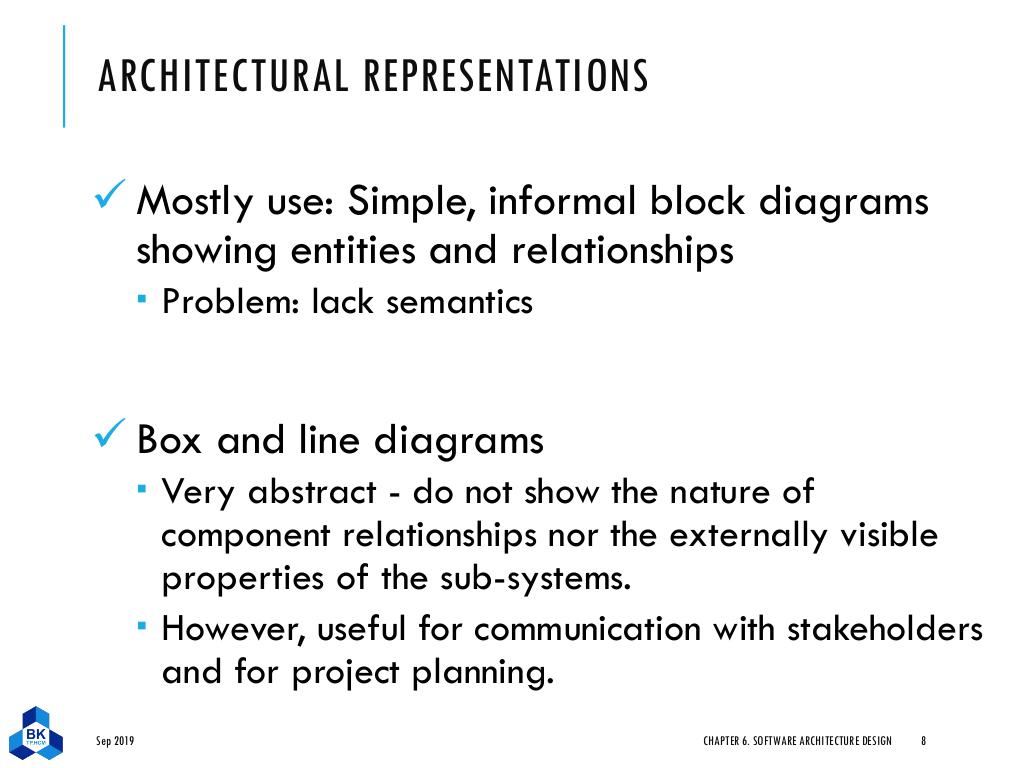 ARCHITECTURAL REPRESENTATIONS
✓ Mostly use: Simple, informal block diagrams
showing entities and relationships
▪ Problem: lack semantics
✓ Box and line diagrams
▪ Very abstract - do not show the nature of
component relationships nor the externally visible
properties of the sub-systems.
▪ However, useful for communication with stakeholders
and for project planning.
BK
TP.HCM
Sep 2019
CHAPTER 6. SOFTWARE ARCHITECTURE DESIGN
8